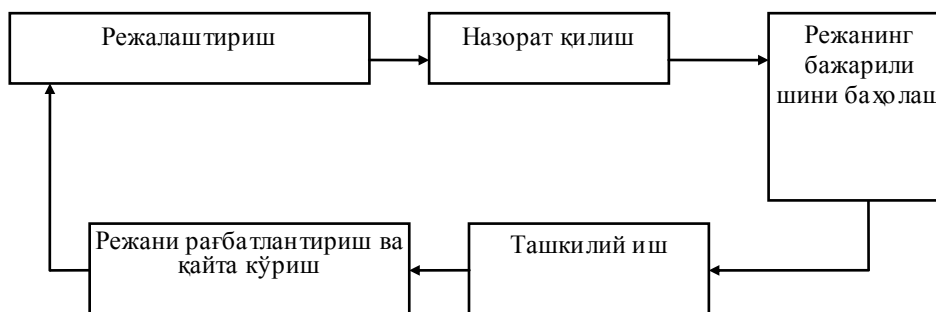 Режалаштириш
Назорат қилиш
Режанинг
бажарили
шини баҳолаш
Режани рағбатлантириш ва
қайта кўриш
Ташкилий иш